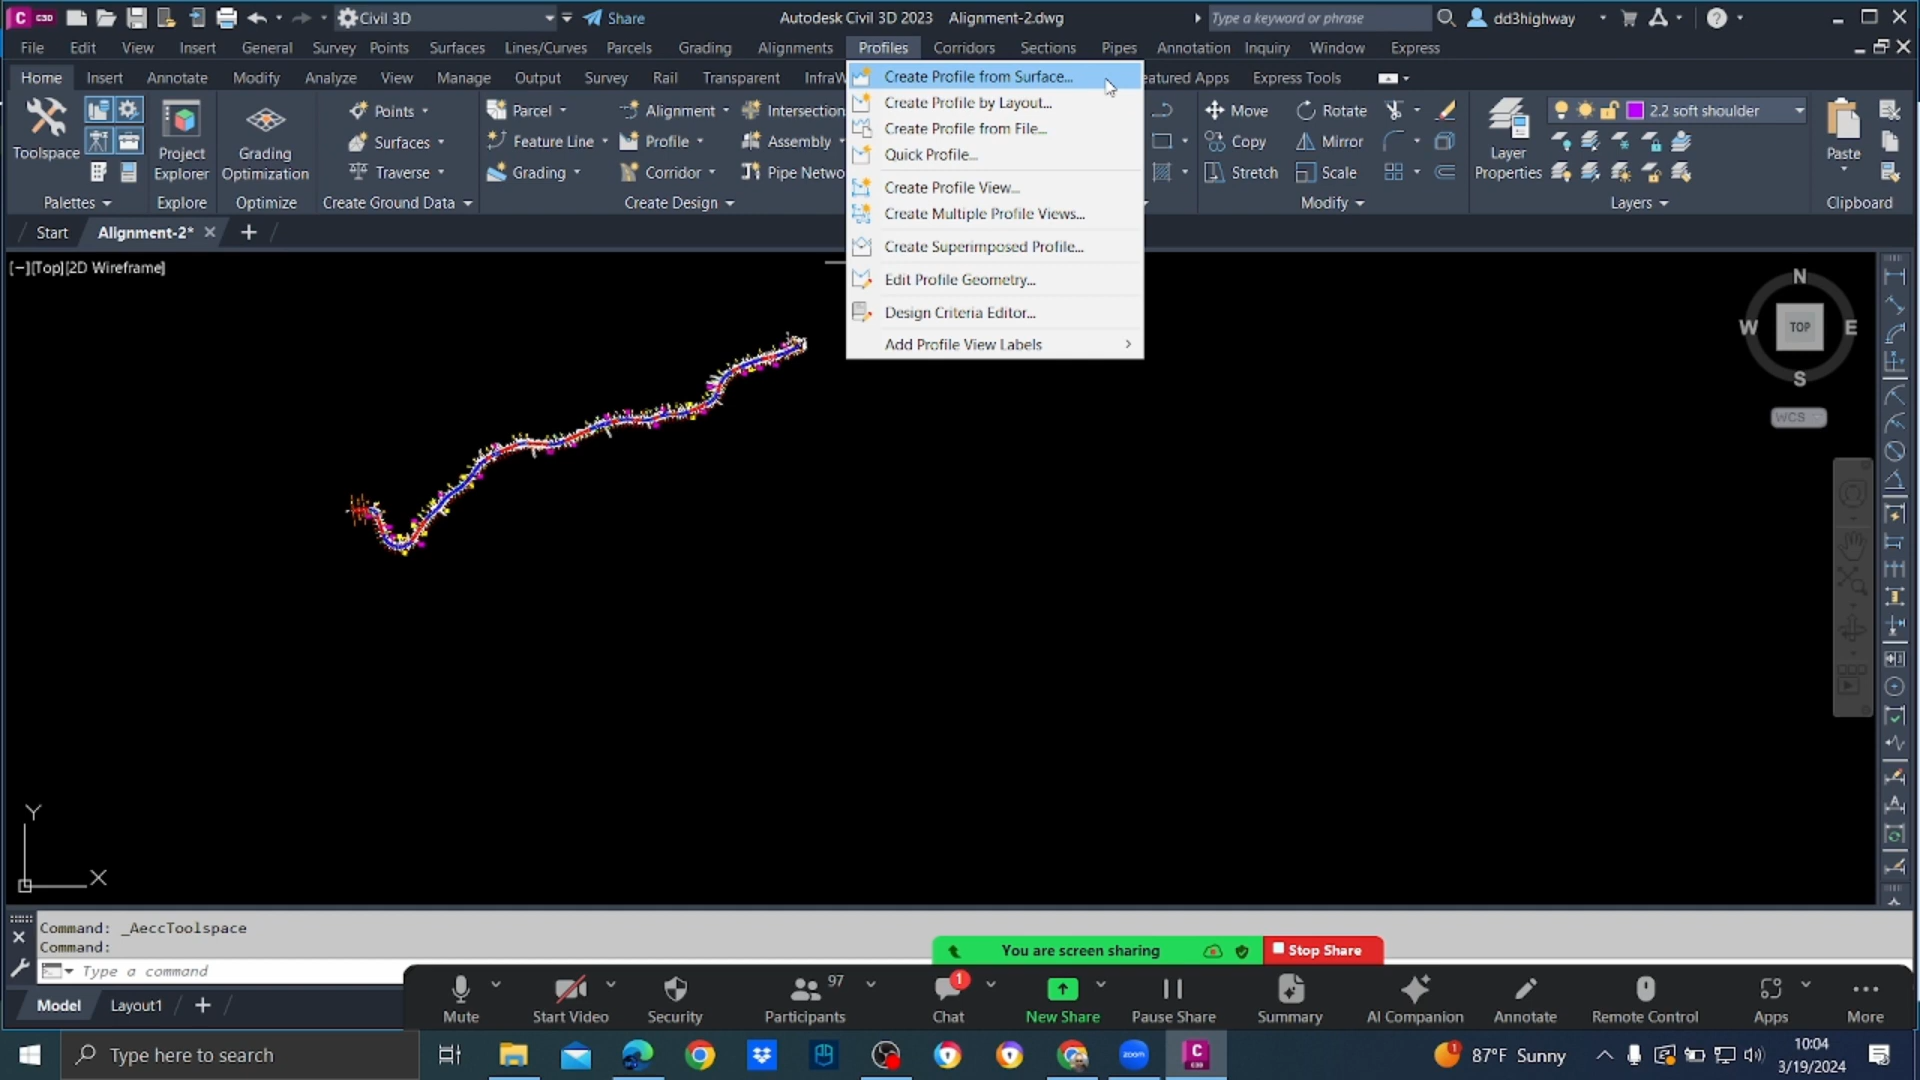 C3D Civil 3D Share Autodesk Civil 3D 2023 Alignment-2.dwg Type a keyword or phrase dd3highway
File Edit View Insert General Survey Points Surfaces Lines/Curves Parcels Grading Alignments Profiles Corridors Sections Pipes Annotation Inquiry Window Express
Home Insert Annotate Modify Analyze View Manage Output Survey Rail Transparent InfraW eatured Apps Express Tools
Create Profile from Surface...
Create Profile by Layout...
Create Profile from File...
Quick Profile...
Create Profile View...
Create Multiple Profile Views...
Create Superimposed Profile...
Edit Profile Geometry...
Design Criteria Editor...
Add Profile View Labels
Points Parcel Alignment Intersection Move Rotate 2.2 soft shoulder
Surfaces Feature Line Profile Assembly Copy Mirror
Traverse Grading Corridor Pipe Netwo Stretch Scale
Toolspace
Project Explorer
Grading Optimization
Layer Properties
Paste
Palettes Explore Optimize Create Ground Data Create Design Modify Layers Clipboard
Start Alignment-2* +
[−][Top][2D Wireframe]
N
W TOP E
S
WCS
Y
X
Command: _AeccToolspace
Command:
Type a command
You are screen sharing Stop Share
Model Layout1 +
97 1
Mute Start Video Security Participants Chat New Share Pause Share Summary AI Companion Annotate Remote Control Apps More
Type here to search zoom C3D 87°F Sunny
10:04
3/19/2024